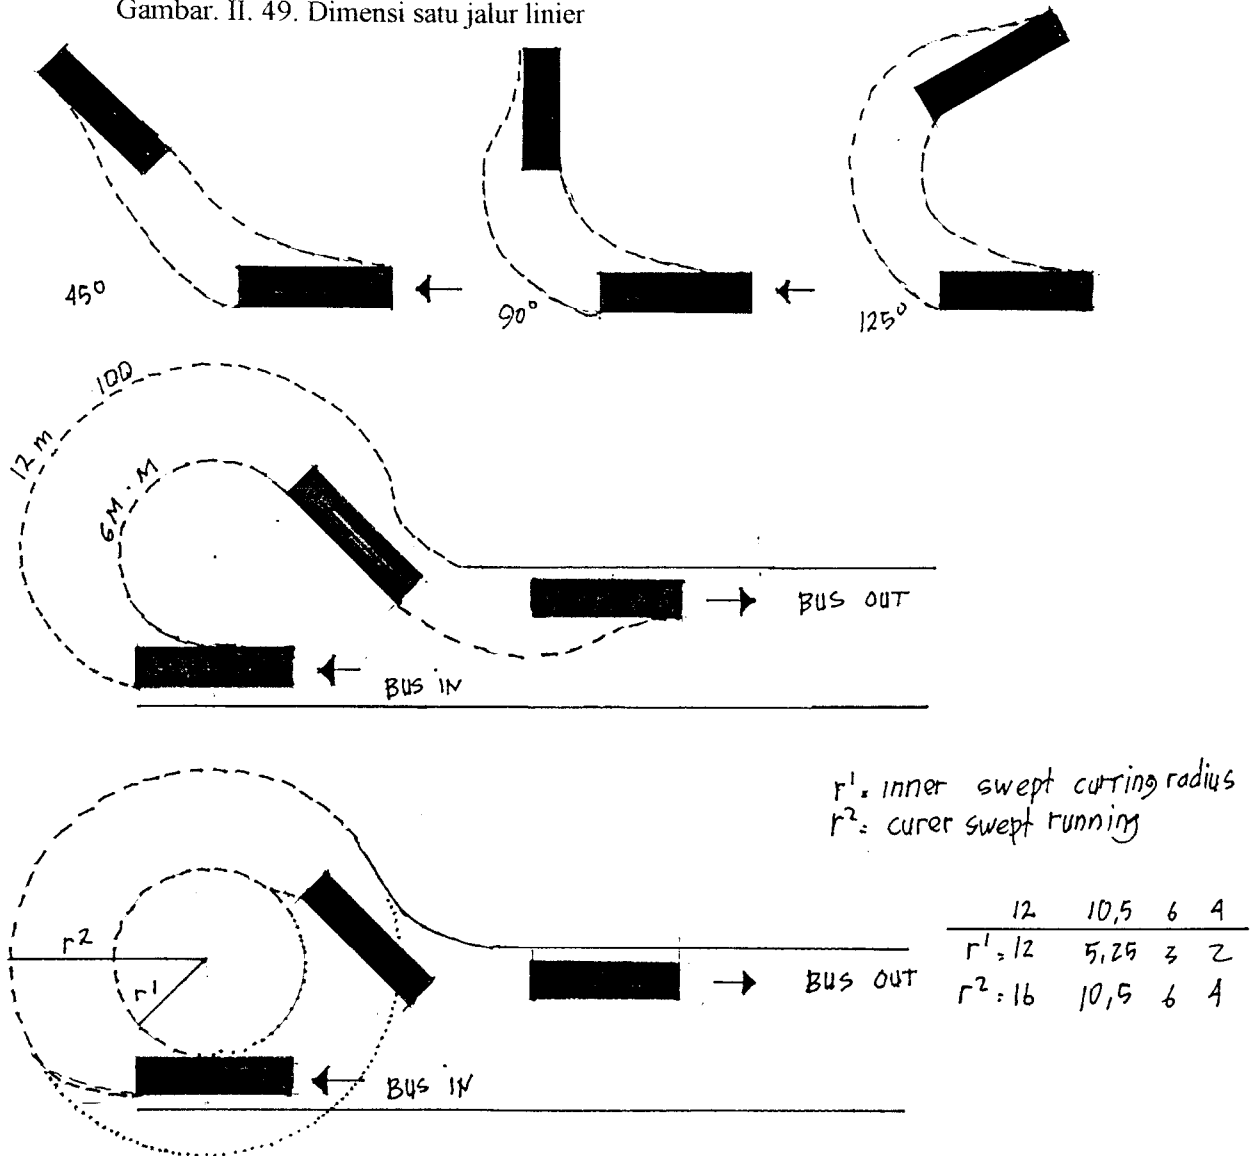 Gambar. II. 49. Dimensi satu jalur linier
45°
90°
125°
100
12 m
6M . M
BUS OUT
BUS iN
r¹ = inner swept curring radius
r² = curer swept running
12 10,5 6 4
r¹ = 12 5,25 3 2
r² = 16 10,5 6 4
r²
r¹
BUS OUT
BUS iN